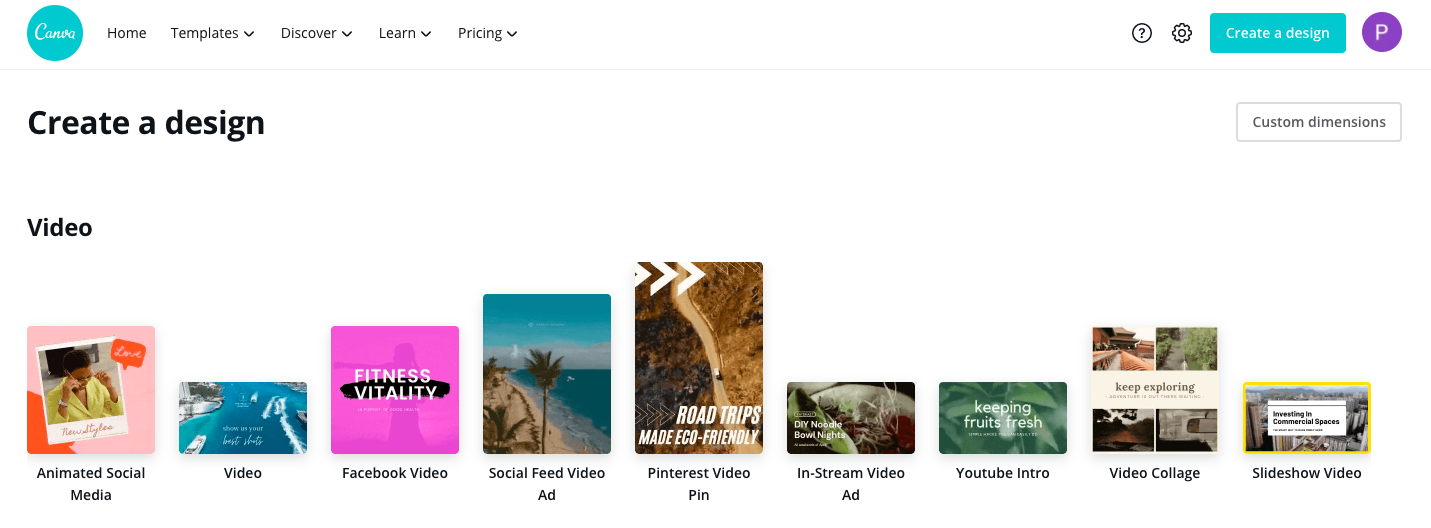 Canva
Home
Templates
Discover
Learn
Pricing
Create a design
P
Create a design
Custom dimensions
Video
Love
New Styles
show us your
best shots
FITNESS
VITALITY
ROAD TRIPS
MADE ECO-FRIENDLY
DIY Noodle
Bowl Nights
keeping
fruits fresh
keep exploring
ADVENTURE IS OUT THERE WAITING
Investing In
Commercial Spaces
Animated Social
Media
Video
Facebook Video
Social Feed Video
Ad
Pinterest Video
Pin
In-Stream Video
Ad
Youtube Intro
Video Collage
Slideshow Video